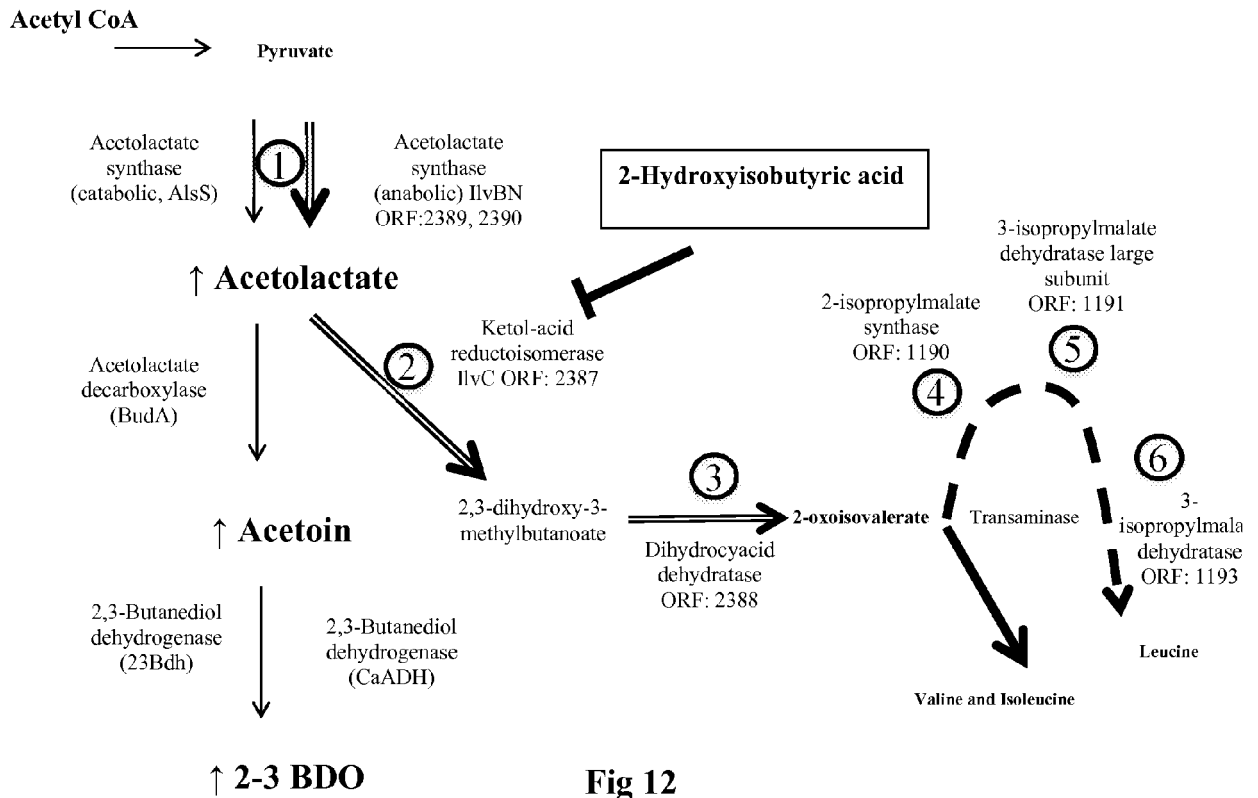 Acetyl CoA
Pyruvate
Acetolactate
synthase
(catabolic, AlsS)
1
Acetolactate
synthase
(anabolic) IlvBN
ORF:2389, 2390
2-Hydroxyisobutyric acid
3-isopropylmalate
dehydratase large
subunit
ORF: 1191
↑ Acetolactate
2-isopropylmalate
synthase
ORF: 1190
5
Ketol-acid
reductoisomerase
IlvC ORF: 2387
2
4
Acetolactate
decarboxylase
(BudA)
6
3-
isopropylmala
dehydratase
ORF: 1193
3
↑ Acetoin
2,3-dihydroxy-3-
methylbutanoate
2-oxoisovalerate
Transaminase
Dihydrocyacid
dehydratase
ORF: 2388
2,3-Butanediol
dehydrogenase
(23Bdh)
2,3-Butanediol
dehydrogenase
(CaADH)
Leucine
Valine and Isoleucine
↑ 2-3 BDO
Fig 12